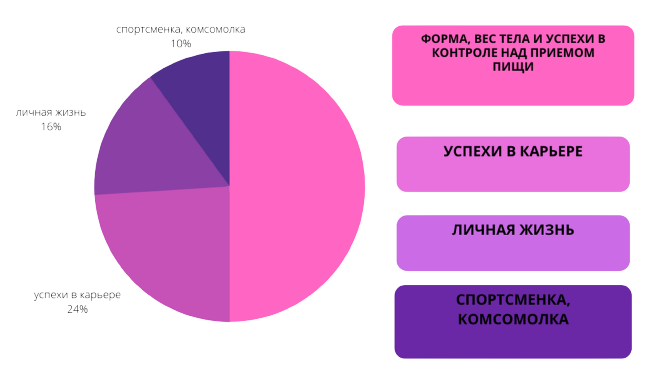 спортсменка, комсомолка
10%
личная жизнь
16%
успехи в карьере
24%
ФОРМА, ВЕС ТЕЛА И УСПЕХИ В
КОНТРОЛЕ НАД ПРИЕМОМ
ПИЩИ
УСПЕХИ В КАРЬЕРЕ
ЛИЧНАЯ ЖИЗНЬ
СПОРТСМЕНКА,
КОМСОМОЛКА